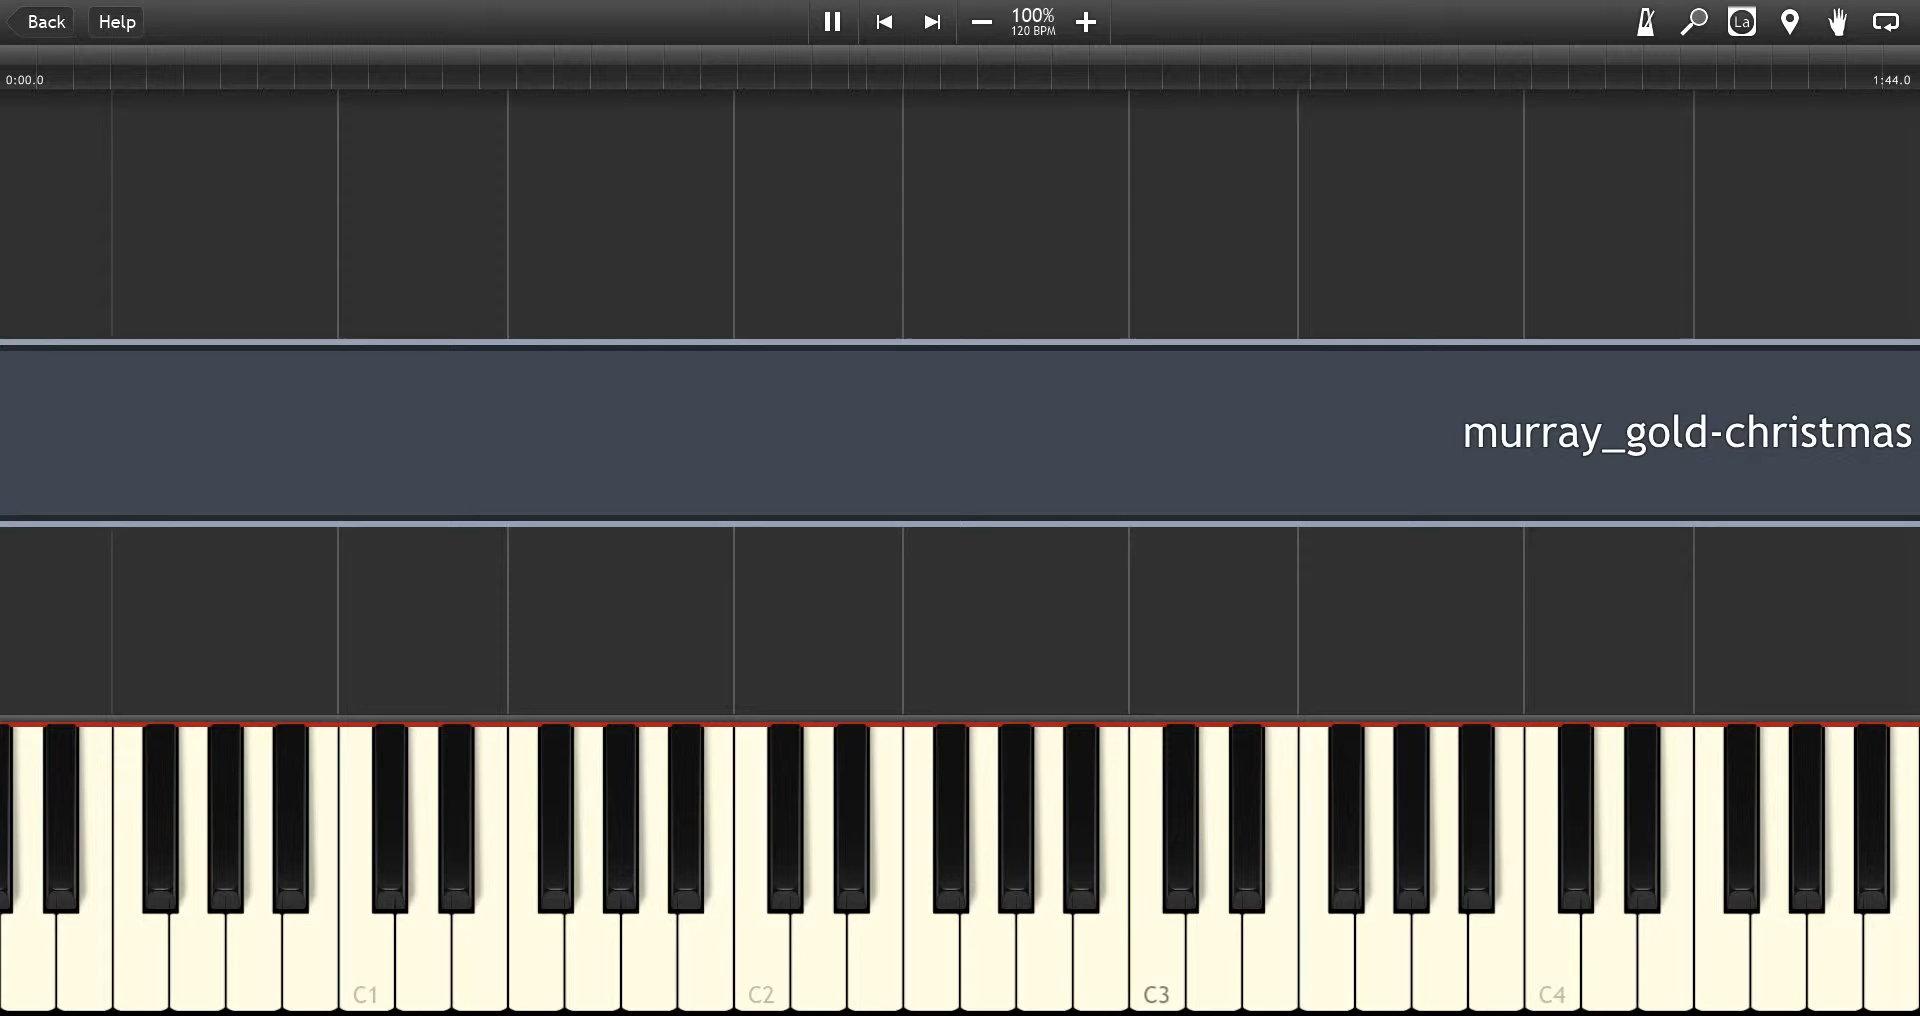 Back Help 100% La
120 BPM
0:00.0 1:44.0
murray_gold-christmas
C1 C2 C3 C4